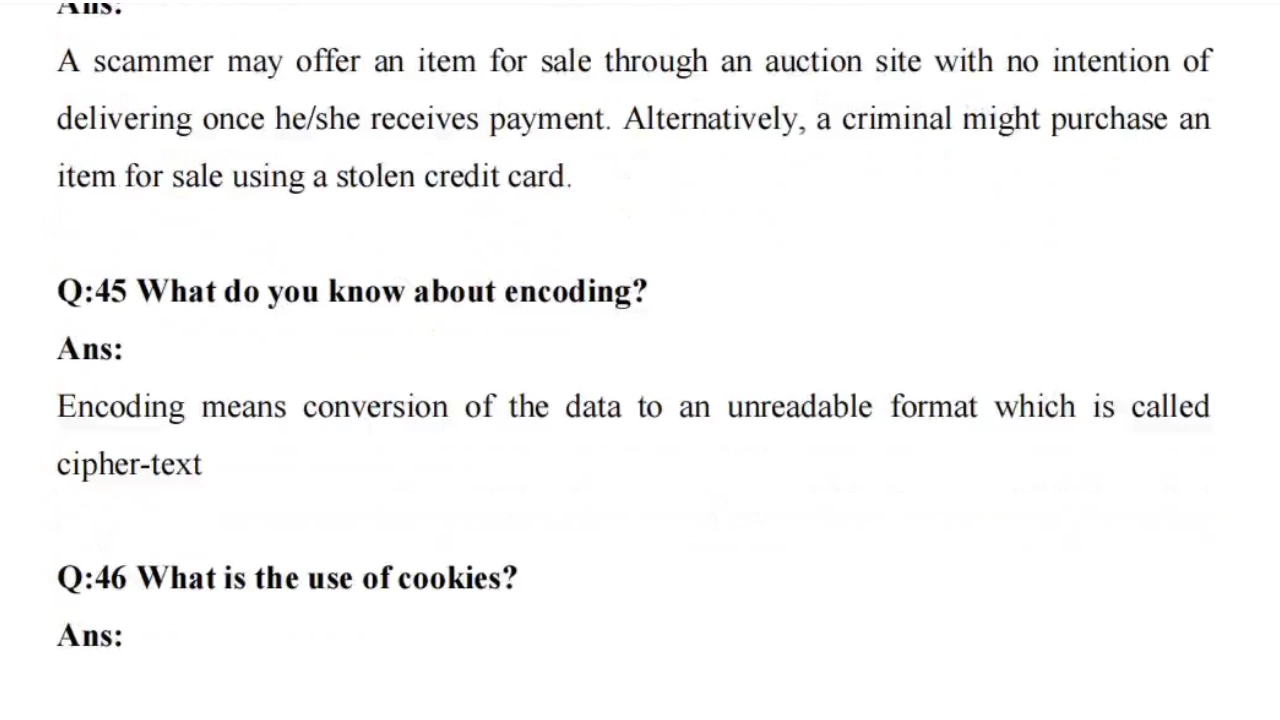 Ans:
A scammer may offer an item for sale through an auction site with no intention of
delivering once he/she receives payment. Alternatively, a criminal might purchase an
item for sale using a stolen credit card.
Q:45 What do you know about encoding?
Ans:
Encoding means conversion of the data to an unreadable format which is called
cipher-text
Q:46 What is the use of cookies?
Ans: